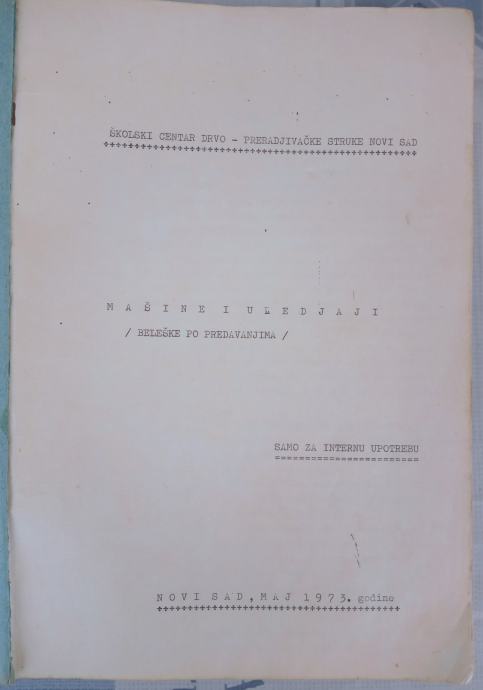 ŠKOLSKI CENTAR DRVO - PRERADJIVAČKE STRUKE NOVI SAD
++++++++++++++++++++++++++++++++++++++++++++++++++
M A Š I N E I U R E D J A J I
/ BELEŠKE PO PREDAVANJIMA /
SAMO ZA INTERNU UPOTREBU
========================
N O V I S A D , M A J 1 9 7 3. godine
++++++++++++++++++++++++++++++++++++++++